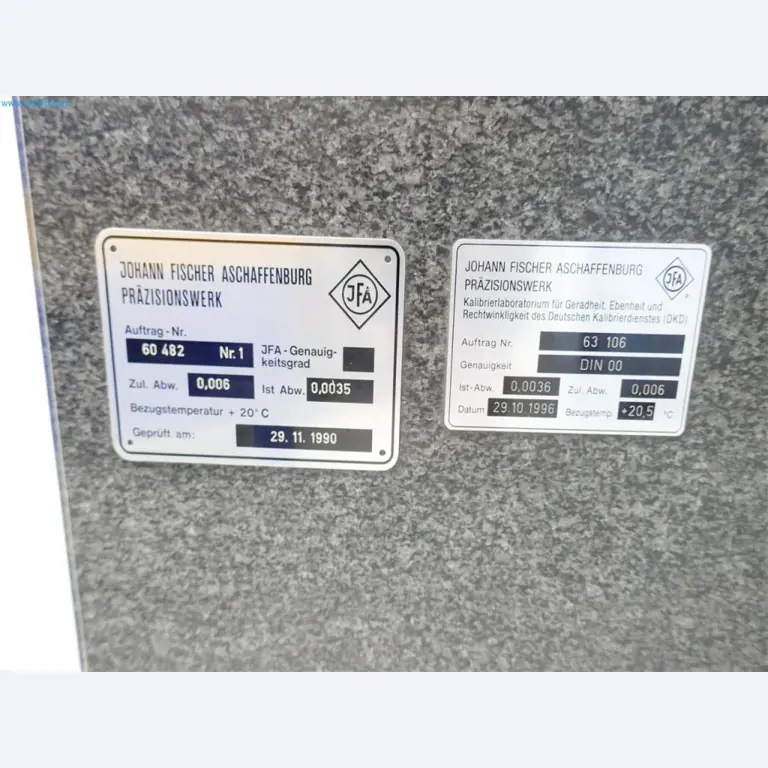 JOHANN FISCHER ASCHAFFENBURG
PRÄZISIONSWERK
JFA
Auftrag-Nr.
60 482 Nr. 1
JFA-Genauig-
keitsgrad
Zul. Abw. 0,006 Ist Abw. 0,0035
Bezugstemperatur + 20°C
Geprüft am: 29. 11. 1990
JOHANN FISCHER ASCHAFFENBURG
PRÄZISIONSWERK
JFA
Kalibrierlaboratorium für Geradheit, Ebenheit und
Rechtwinkligkeit des Deutschen Kalibrierdienstes (DKD)
Auftrag Nr. 63 106
Genauigkeit DIN 00
Ist-Abw. 0,0036 Zul. Abw. 0,006
Datum 29 10 1996 Bezugstemp. +20,5 °C